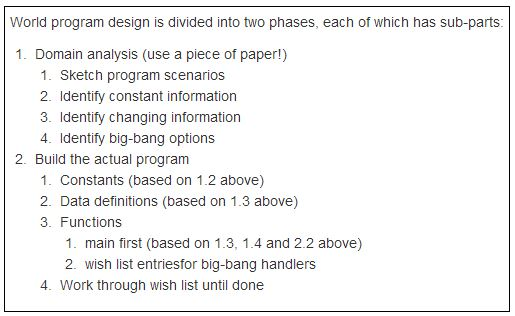 World program design is divided into two phases, each of which has sub-parts:
1. Domain analysis (use a piece of paper!)
1. Sketch program scenarios
2. Identify constant information
3. Identify changing information
4. Identify big-bang options
2. Build the actual program
1. Constants (based on 1.2 above)
2. Data definitions (based on 1.3 above)
3. Functions
1. main first (based on 1.3, 1.4 and 2.2 above)
2. wish list entriesfor big-bang handlers
4. Work through wish list until done